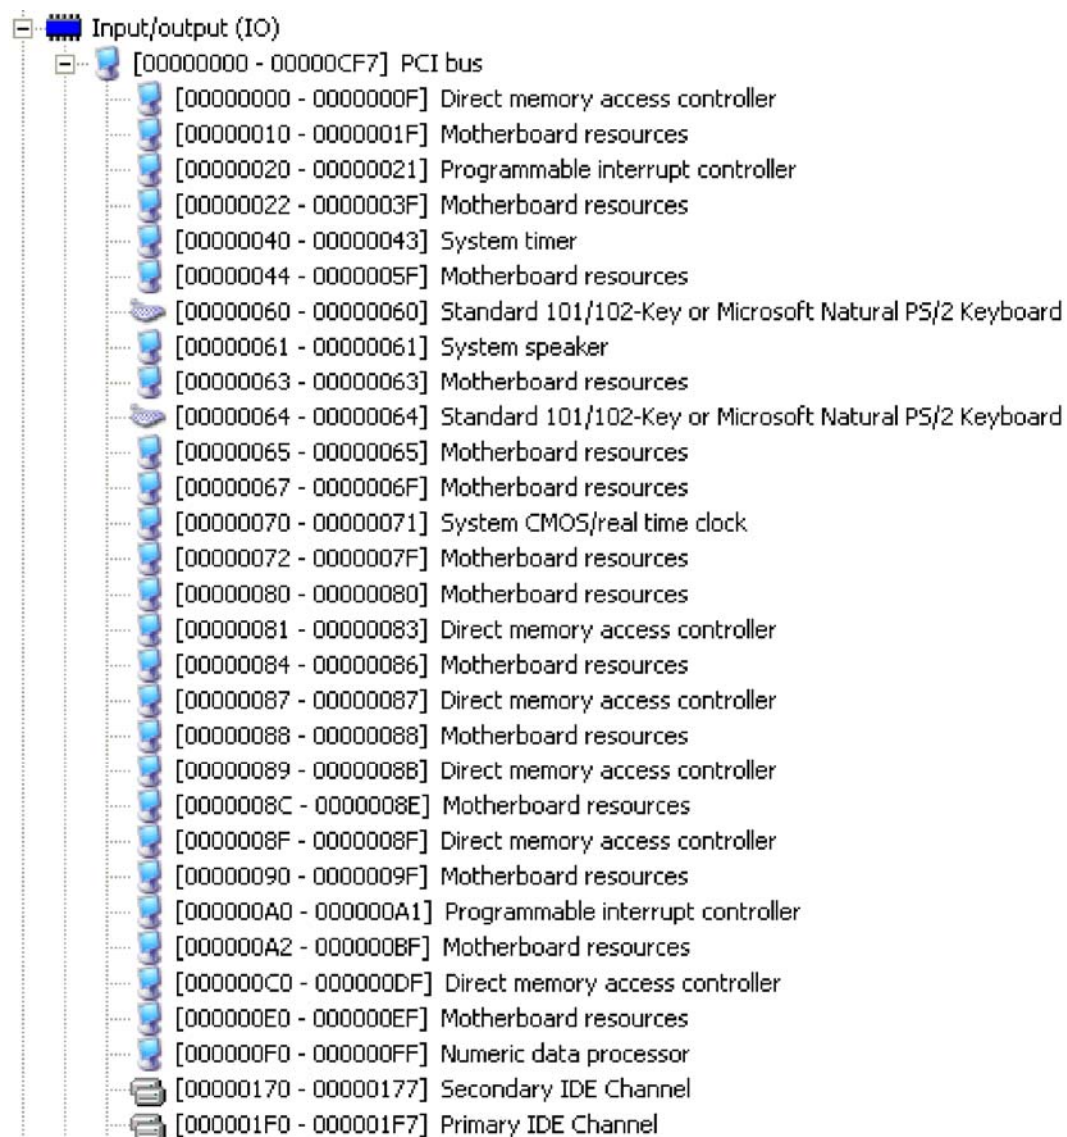 Input/output (IO)
[00000000 - 00000CF7] PCI bus
[00000000 - 0000000F] Direct memory access controller
[00000010 - 0000001F] Motherboard resources
[00000020 - 00000021] Programmable interrupt controller
[00000022 - 0000003F] Motherboard resources
[00000040 - 00000043] System timer
[00000044 - 0000005F] Motherboard resources
[00000060 - 00000060] Standard 101/102-Key or Microsoft Natural PS/2 Keyboard
[00000061 - 00000061] System speaker
[00000063 - 00000063] Motherboard resources
[00000064 - 00000064] Standard 101/102-Key or Microsoft Natural PS/2 Keyboard
[00000065 - 00000065] Motherboard resources
[00000067 - 0000006F] Motherboard resources
[00000070 - 00000071] System CMOS/real time clock
[00000072 - 0000007F] Motherboard resources
[00000080 - 00000080] Motherboard resources
[00000081 - 00000083] Direct memory access controller
[00000084 - 00000086] Motherboard resources
[00000087 - 00000087] Direct memory access controller
[00000088 - 00000088] Motherboard resources
[00000089 - 0000008B] Direct memory access controller
[0000008C - 0000008E] Motherboard resources
[0000008F - 0000008F] Direct memory access controller
[00000090 - 0000009F] Motherboard resources
[000000A0 - 000000A1] Programmable interrupt controller
[000000A2 - 000000BF] Motherboard resources
[000000C0 - 000000DF] Direct memory access controller
[000000E0 - 000000EF] Motherboard resources
[000000F0 - 000000FF] Numeric data processor
[00000170 - 00000177] Secondary IDE Channel
[000001F0 - 000001F7] Primary IDE Channel